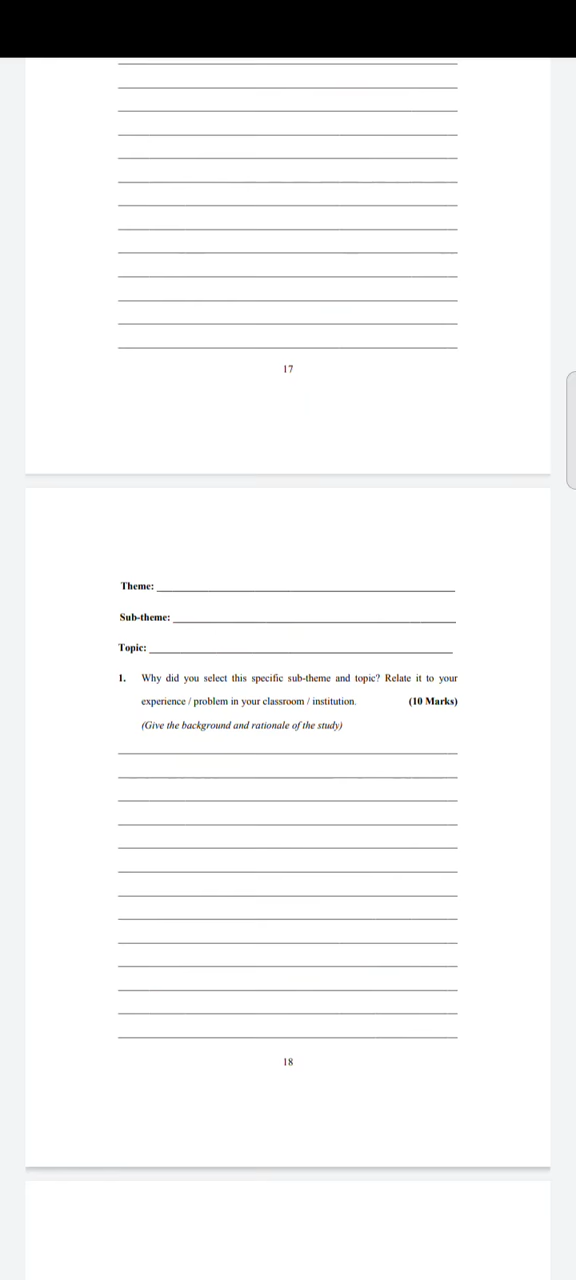 17
Theme:
Sub-theme:
Topic:
1. Why did you select this specific sub-theme and topic? Relate it to your
experience / problem in your classroom / institution. (10 Marks)
(Give the background and rationale of the study)
18